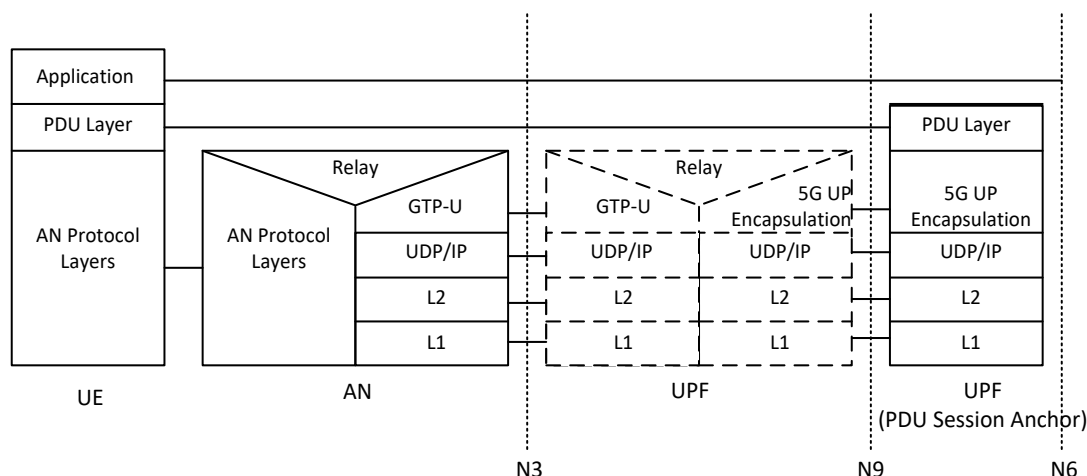 Application
PDU Layer
PDU Layer
Relay
Relay
AN Protocol
Layers
AN Protocol
Layers
GTP-U
GTP-U
5G UP
Encapsulation
5G UP
Encapsulation
UDP/IP
UDP/IP
UDP/IP
UDP/IP
L2
L2
L2
L2
L1
L1
L1
L1
UE
AN
UPF
UPF
(PDU Session Anchor)
N3
N9
N6